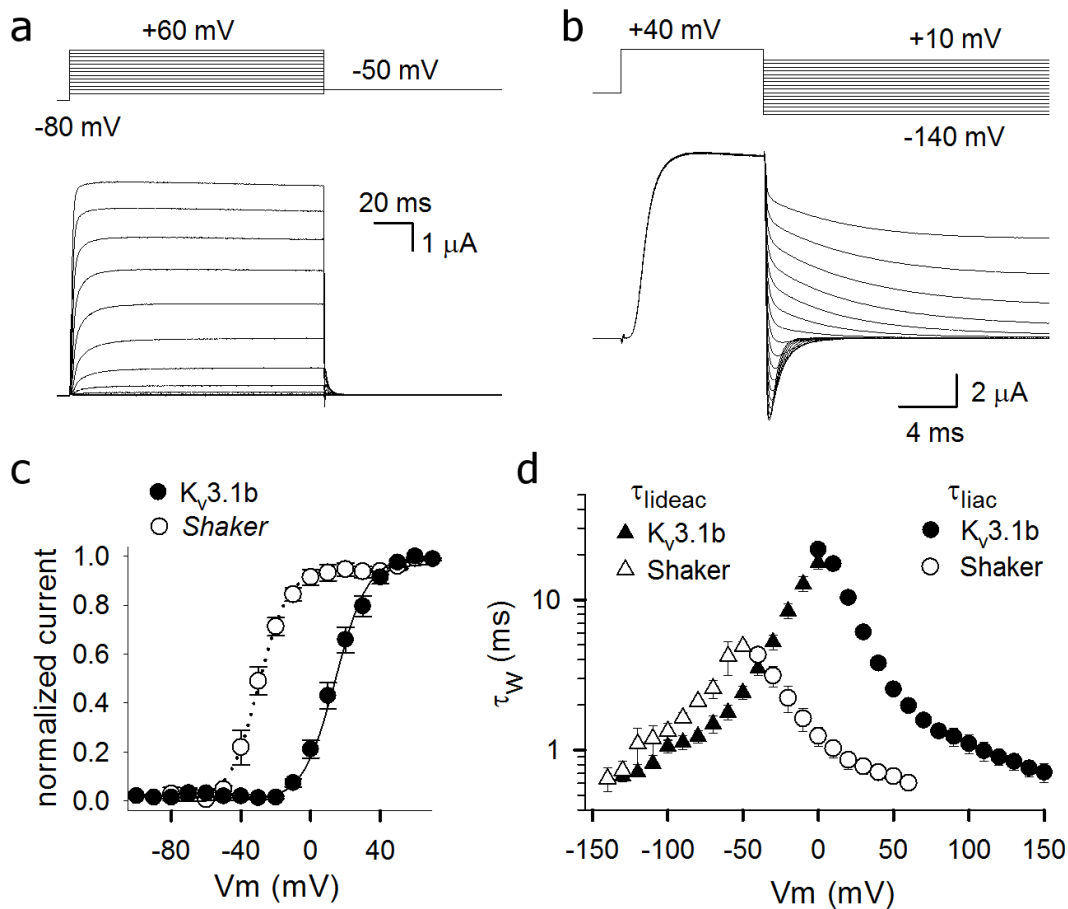 a
+60 mV
-50 mV
-80 mV
20 ms
1 µA
b
+40 mV
+10 mV
-140 mV
2 µA
4 ms
c
Kv3.1b
Shaker
normalized current
1.0
0.8
0.6
0.4
0.2
0.0
-80 -40 0 40
Vm (mV)
d
τlideac τliac
Kv3.1b Kv3.1b
Shaker Shaker
τw (ms)
10
1
-150 -100 -50 0 50 100 150
Vm (mV)